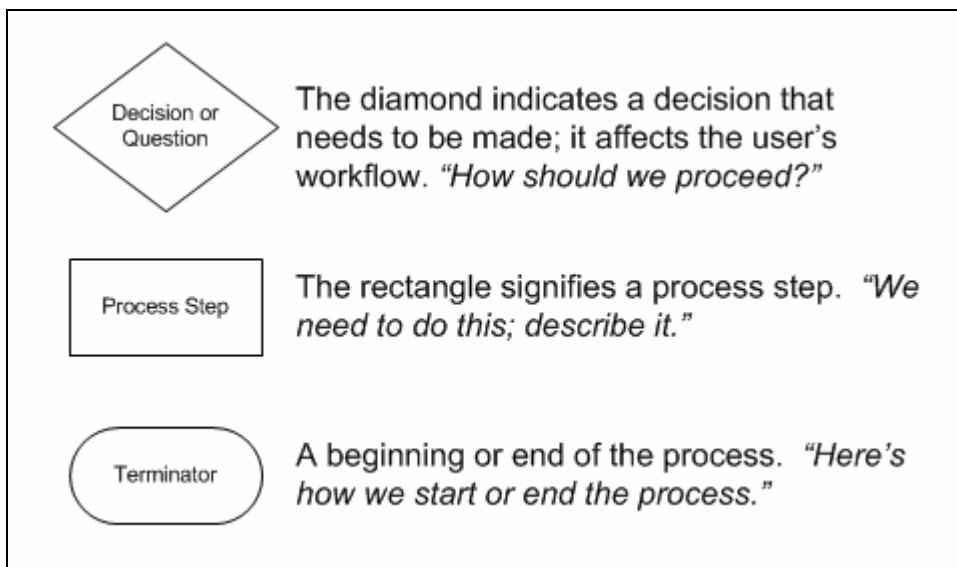 Decision or
Question
The diamond indicates a decision that
needs to be made; it affects the user’s
workflow. “How should we proceed?”
Process Step
The rectangle signifies a process step. “We
need to do this; describe it.”
Terminator
A beginning or end of the process. “Here’s
how we start or end the process.”